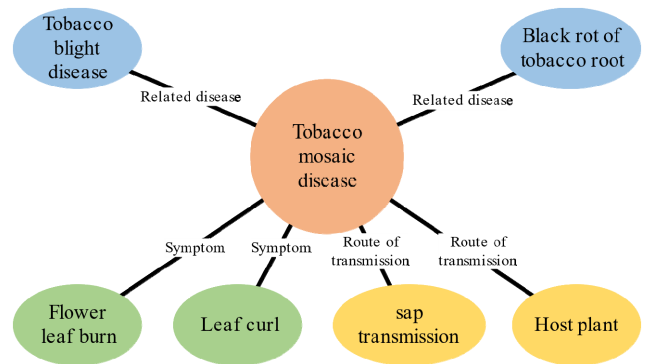 Tobacco
blight
disease
Black rot of
tobacco root
Related disease
Related disease
Tobacco
mosaic
disease
Symptom
Symptom
Route of
transmission
Route of
transmission
Flower
leaf burn
Leaf curl
sap
transmission
Host plant